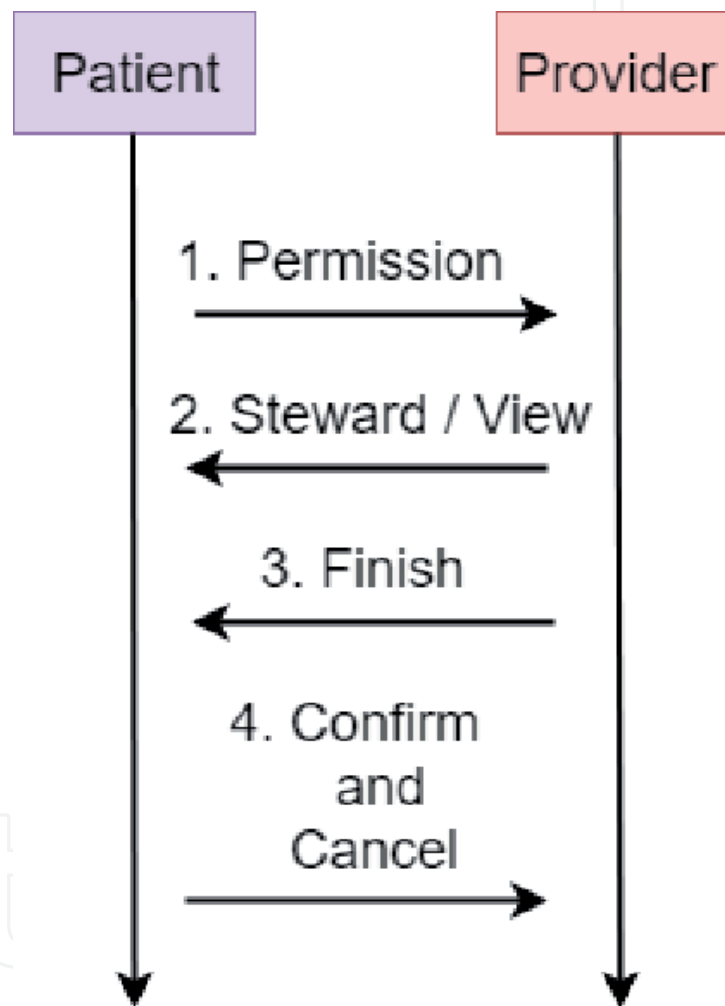 Patient
Provider
1. Permission
2. Steward / View
3. Finish
4. Confirm
and
Cancel